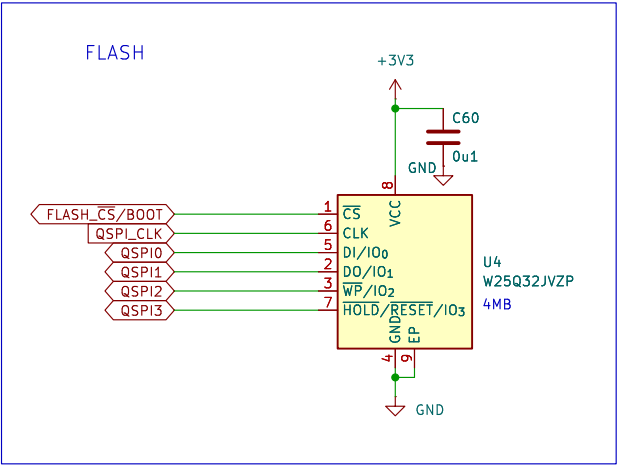 FLASH
+3V3
C60
0u1
GND
8
VCC
FLASH_CS/BOOT 1 CS
QSPI_CLK 6 CLK
QSPI0 5 DI/IO0
QSPI1 2 DO/IO1
QSPI2 3 WP/IO2
QSPI3 7 HOLD/RESET/IO3
U4
W25Q32JVZP
4MB
GND EP
4 9
GND